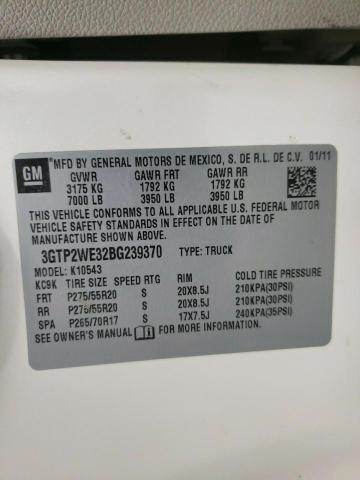 GM
MFD BY GENERAL MOTORS DE MEXICO, S. DE R.L. DE C.V. 01/11
GVWR GAWR FRT GAWR RR
3175 KG 1792 KG 1792 KG
7000 LB 3950 LB 3950 LB
THIS VEHICLE CONFORMS TO ALL APPLICABLE U.S. FEDERAL MOTOR
VEHICLE SAFETY STANDARDS IN EFFECT ON THE DATE OF
MANUFACTURE SHOWN ABOVE.
3GTP2WE32BG239370 TYPE: TRUCK
MODEL: K10543
KC9K TIRE SIZE SPEED RTG RIM COLD TIRE PRESSURE
FRT P275/55R20 S 20X8.5J 210KPA(30PSI)
RR P275/55R20 S 20X8.5J 210KPA(30PSI)
SPA P265/70R17 S 17X7.5J 240KPA(35PSI)
SEE OWNER'S MANUAL FOR ADDITIONAL INFORMATION.